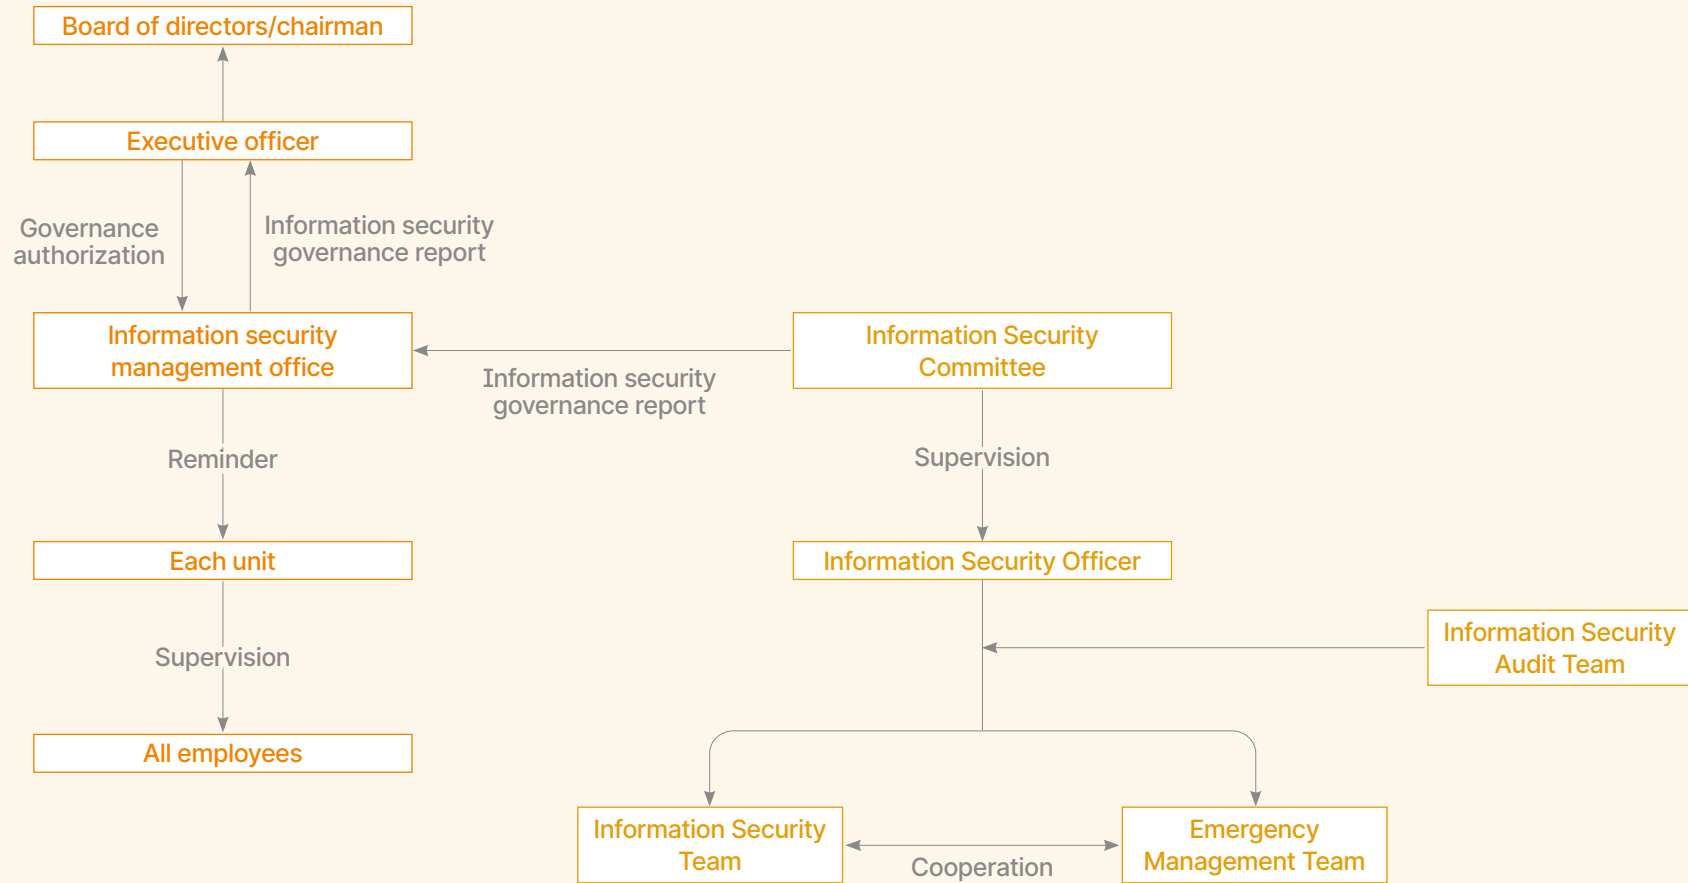 Board of directors/chairman
Executive officer
Governance
authorization
Information security
governance report
Information security
management office
Information security
governance report
Information Security
Committee
Reminder
Supervision
Each unit
Information Security Officer
Information Security
Audit Team
Supervision
All employees
Information Security
Team
Cooperation
Emergency
Management Team